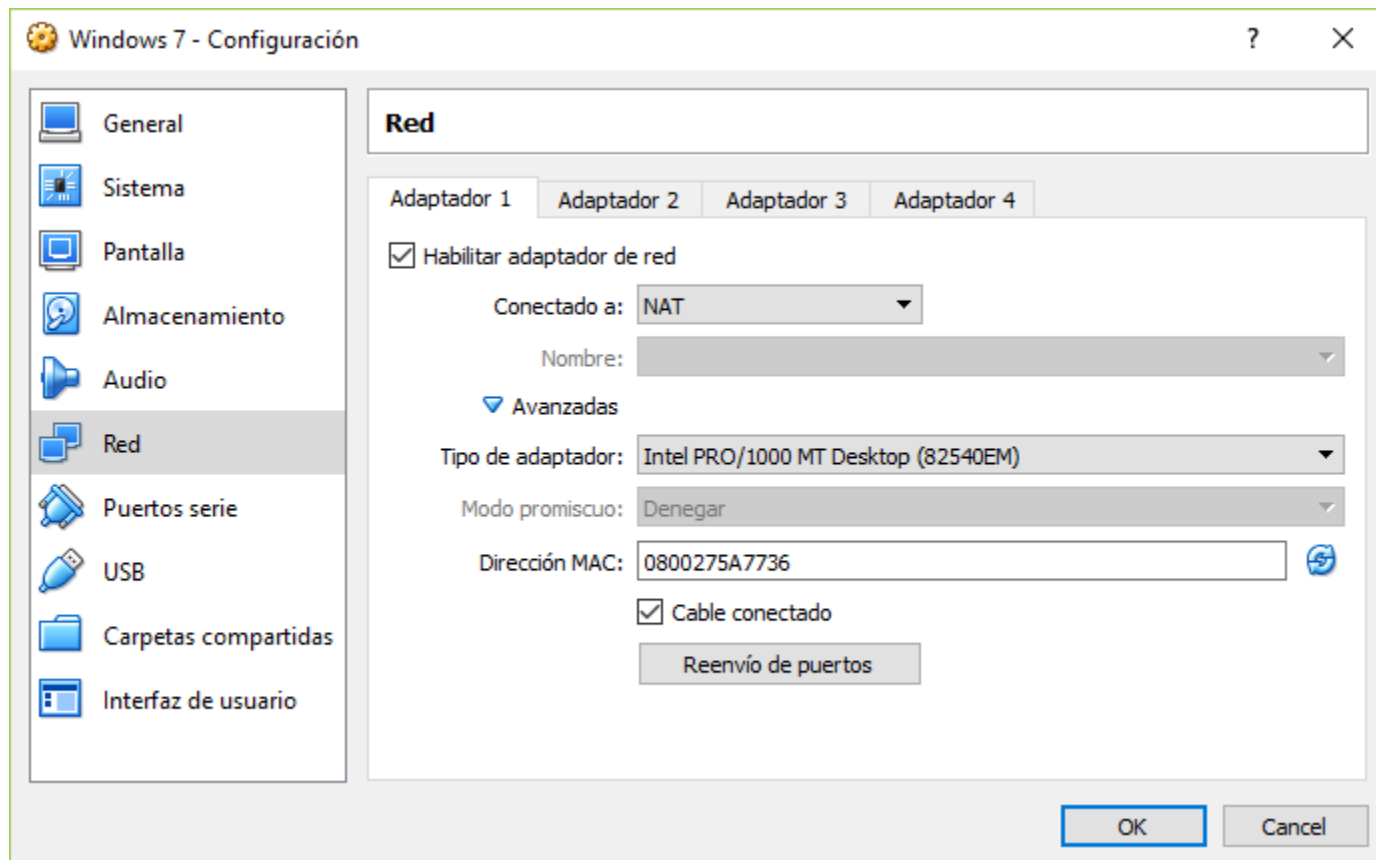 Windows 7 - Configuración
?
General
Sistema
Pantalla
Almacenamiento
Audio
Red
Puertos serie
USB
Carpetas compartidas
Interfaz de usuario
Red
Adaptador 1 Adaptador 2 Adaptador 3 Adaptador 4
Habilitar adaptador de red
Conectado a: NAT
Nombre:
Avanzadas
Tipo de adaptador: Intel PRO/1000 MT Desktop (82540EM)
Modo promiscuo: Denegar
Dirección MAC: 0800275A7736
Cable conectado
Reenvío de puertos
OK Cancel